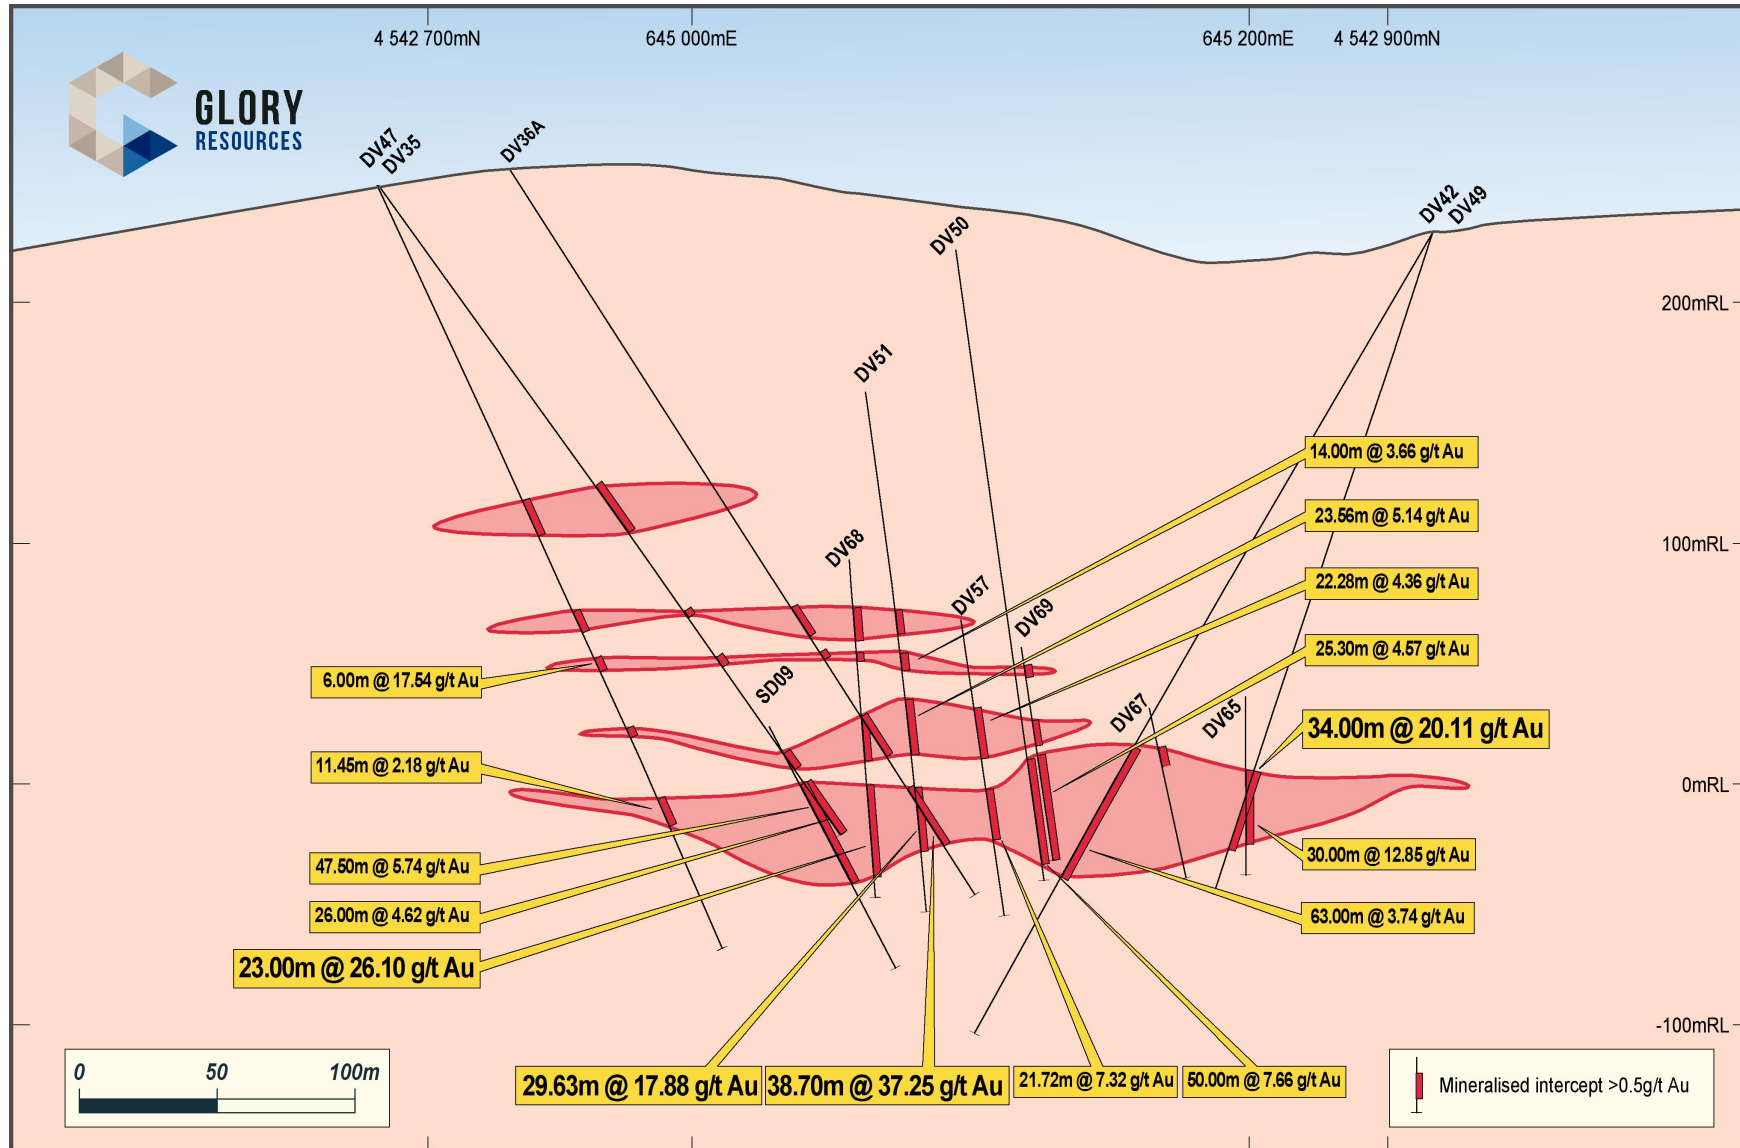 4 542 700mN
645 000mE
645 200mE
4 542 900mN
GLORY
RESOURCES
DV47
DV35
DV36A
DV42
DV49
DV50
200mRL
DV51
14.00m @ 3.66 g/t Au
23.56m @ 5.14 g/t Au
100mRL
DV68
22.28m @ 4.36 g/t Au
DV57
DV69
25.30m @ 4.57 g/t Au
6.00m @ 17.54 g/t Au
SD09
DV67
DV65
34.00m @ 20.11 g/t Au
11.45m @ 2.18 g/t Au
0mRL
47.50m @ 5.74 g/t Au
30.00m @ 12.85 g/t Au
26.00m @ 4.62 g/t Au
63.00m @ 3.74 g/t Au
23.00m @ 26.10 g/t Au
-100mRL
0 50 100m
29.63m @ 17.88 g/t Au
38.70m @ 37.25 g/t Au
21.72m @ 7.32 g/t Au
50.00m @ 7.66 g/t Au
Mineralised intercept >0.5g/t Au